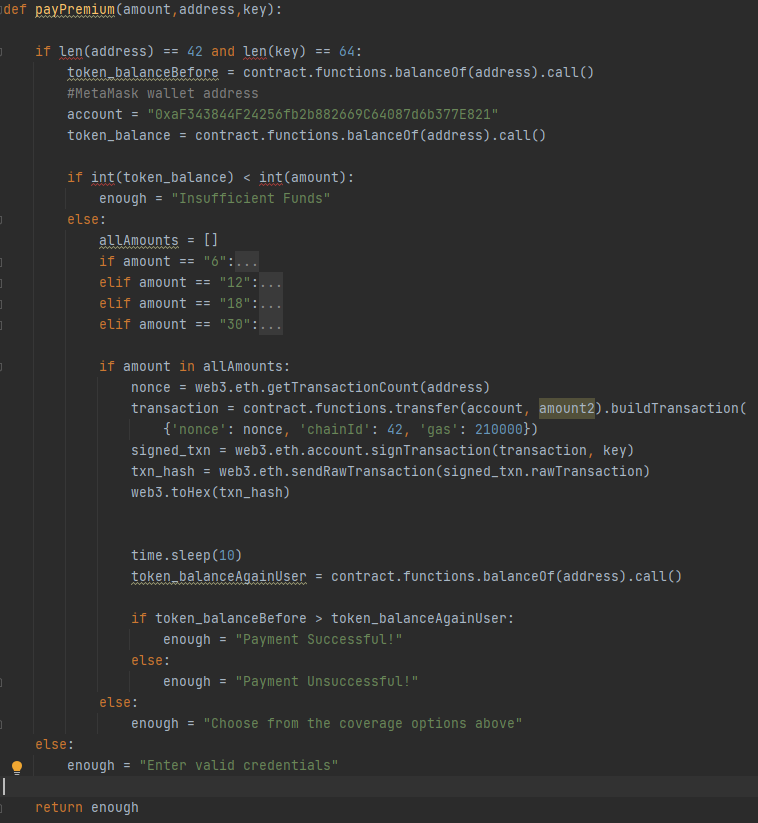 def payPremium(amount,address,key):
if len(address) == 42 and len(key) == 64:
token_balanceBefore = contract.functions.balanceOf(address).call()
#MetaMask wallet address
account = "0xaF343844F24256fb2b882669C64087d6b377E821"
token_balance = contract.functions.balanceOf(address).call()
if int(token_balance) < int(amount):
enough = "Insufficient Funds"
else:
allAmounts = []
if amount == "6":...
elif amount == "12":...
elif amount == "18":...
elif amount == "30":...
if amount in allAmounts:
nonce = web3.eth.getTransactionCount(address)
transaction = contract.functions.transfer(account, amount2).buildTransaction(
{'nonce': nonce, 'chainId': 42, 'gas': 210000})
signed_txn = web3.eth.account.signTransaction(transaction, key)
txn_hash = web3.eth.sendRawTransaction(signed_txn.rawTransaction)
web3.toHex(txn_hash)
time.sleep(10)
token_balanceAgainUser = contract.functions.balanceOf(address).call()
if token_balanceBefore > token_balanceAgainUser:
enough = "Payment Successful!"
else:
enough = "Payment Unsuccessful!"
else:
enough = "Choose from the coverage options above"
else:
enough = "Enter valid credentials"
return enough